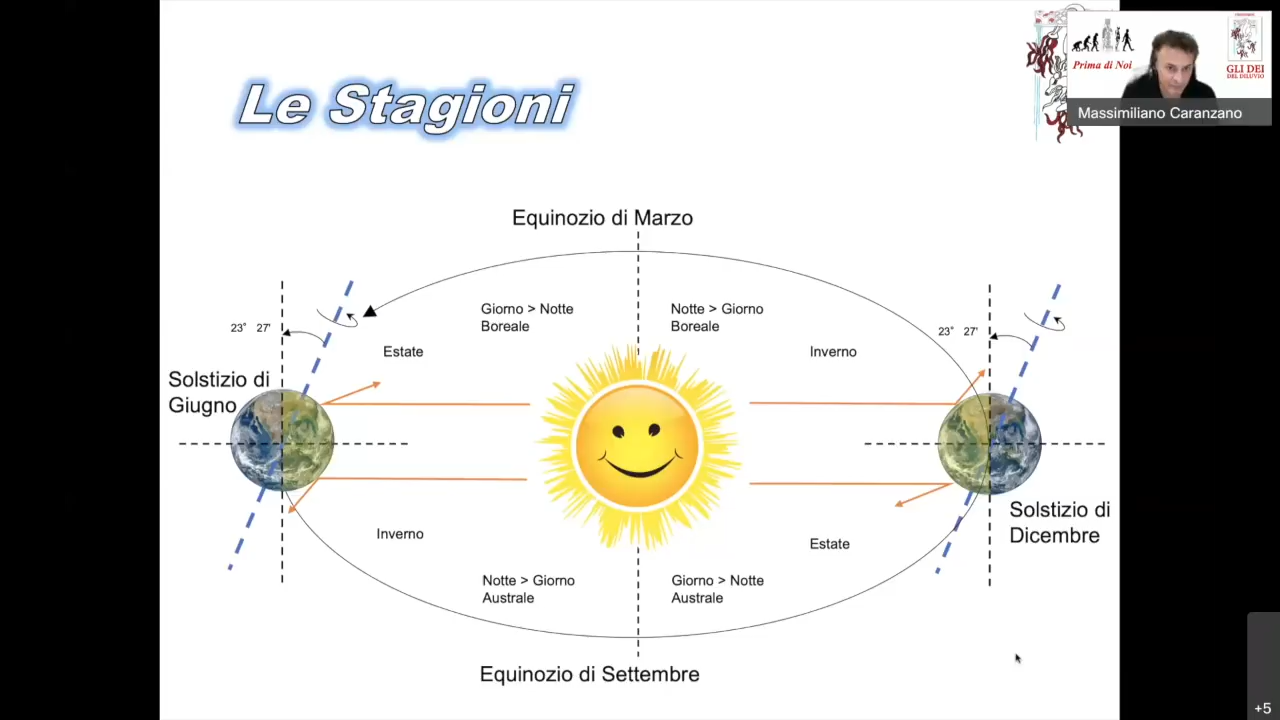 Le Stagioni
Prima di Noi
GLI DEI
DEL DILUVIO
Massimiliano Caranzano
Equinozio di Marzo
Giorno > Notte
Boreale
Notte > Giorno
Boreale
23° 27'
23° 27'
Estate
Inverno
Solstizio di
Giugno
Solstizio di
Dicembre
Inverno
Estate
Notte > Giorno
Australe
Giorno > Notte
Australe
Equinozio di Settembre
+5